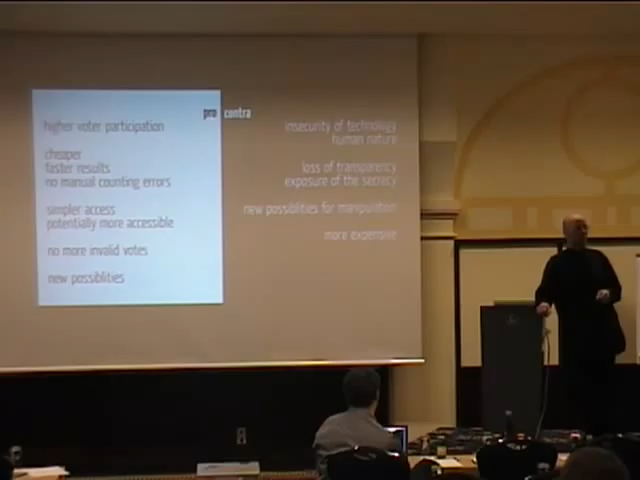 pro contra
higher voter participation
cheaper
faster results
no manual counting errors
simpler access
potentially more accessible
no more invalid votes
new possiblities
insecurity of technology
human nature
loss of transparency
exposure of the secrecy
new possiblities for manipulation
more expensive